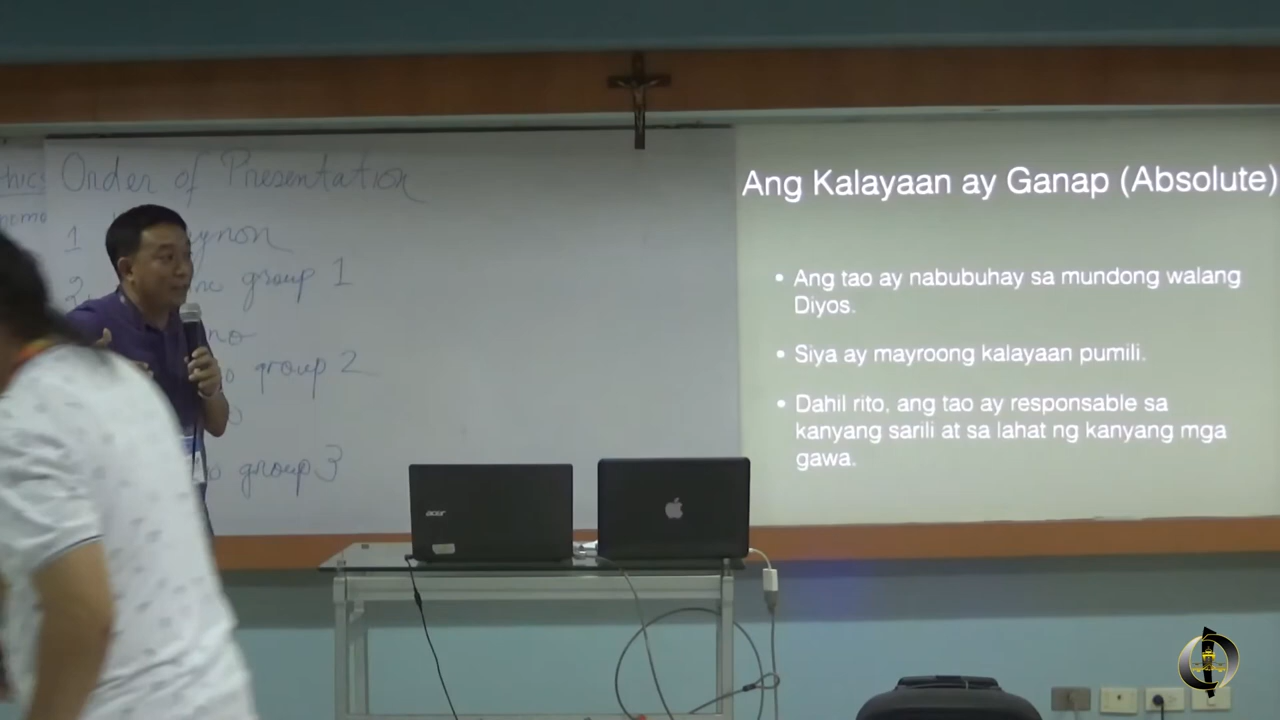 Order of Presentation
1
group 1
group 2
group 3
Ang Kalayaan ay Ganap (Absolute)
• Ang tao ay nabubuhay sa mundong walang
Diyos.
• Siya ay mayroong kalayaan pumili.
• Dahil rito, ang tao ay responsable sa
kanyang sarili at sa lahat ng kanyang mga
gawa.
acer